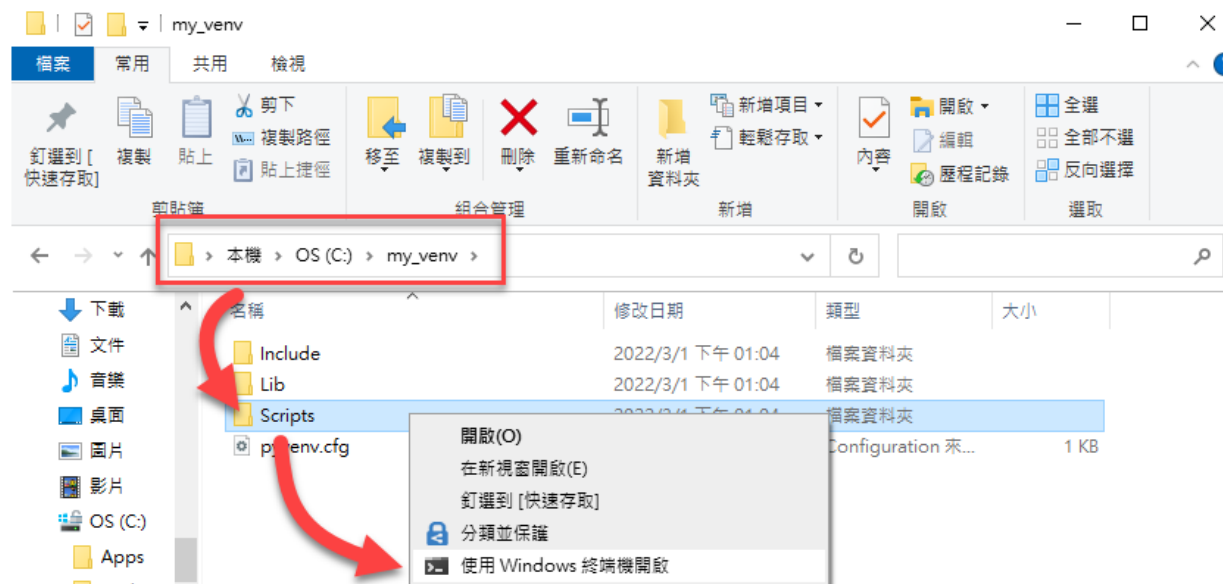 my_venv
檔案 常用 共用 檢視
釘選到 [
快速存取]
複製
貼上
剪下
複製路徑
貼上捷徑
移至
複製到
刪除
重新命名
新增
資料夾
新增項目
輕鬆存取
內容
開啟
編輯
歷程記錄
全選
全部不選
反向選擇
剪貼簿 組合管理 新增 開啟 選取
本機 > OS (C:) > my_venv >
名稱 修改日期 類型 大小
下載
文件
音樂
桌面
圖片
影片
OS (C:)
Apps
Include 2022/3/1 下午 01:04 檔案資料夾
Lib 2022/3/1 下午 01:04 檔案資料夾
Scripts 檔案資料夾
Configuration 來... 1 KB
開啟(O)
在新視窗開啟(E)
釘選到 [快速存取]
分類並保護
使用 Windows 終端機開啟